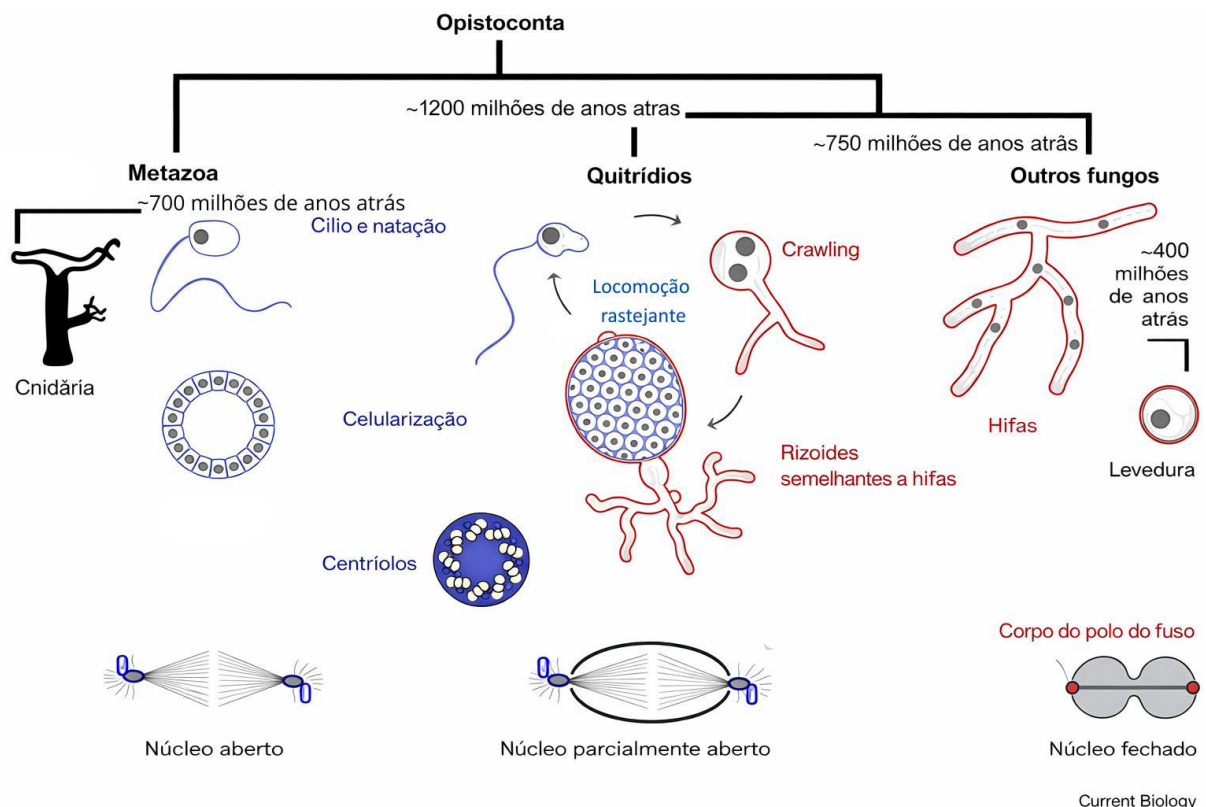 Opistoconta
~1200 milhões de anos atras
~750 milhões de anos atrâs
Metazoa
Quitrídios
Outros fungos
~700 milhões de anos atrás
Cilio e natação
Crawling
~400
milhões
de anos
atrás
Locomoção
rastejante
Cnidăria
Celularização
Hifas
Rizoides
semelhantes a hifas
Levedura
Centríolos
Corpo do polo do fuso
Núcleo aberto
Núcleo parcialmente aberto
Núcleo fechado
Current Biology